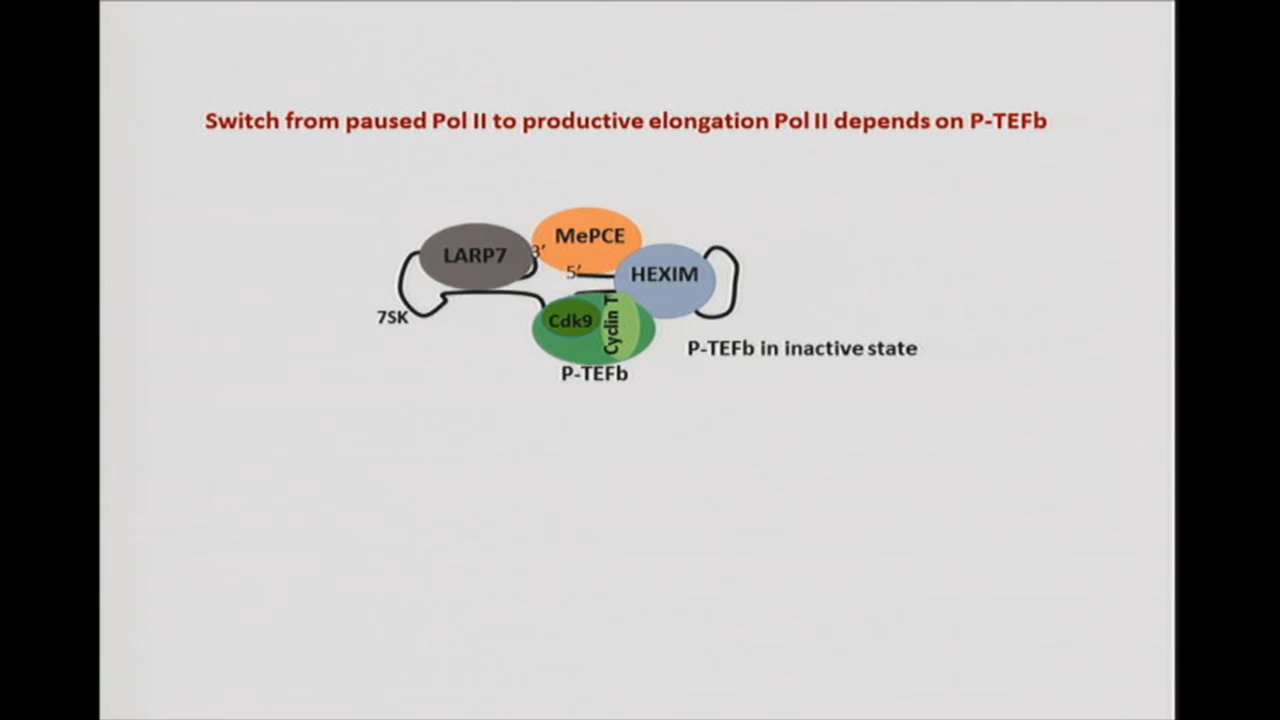 Switch from paused Pol II to productive elongation Pol II depends on P-TEFb
MePCE
LARP7
3′
5′
HEXIM
7SK
Cdk9
Cyclin T
P-TEFb in inactive state
P-TEFb